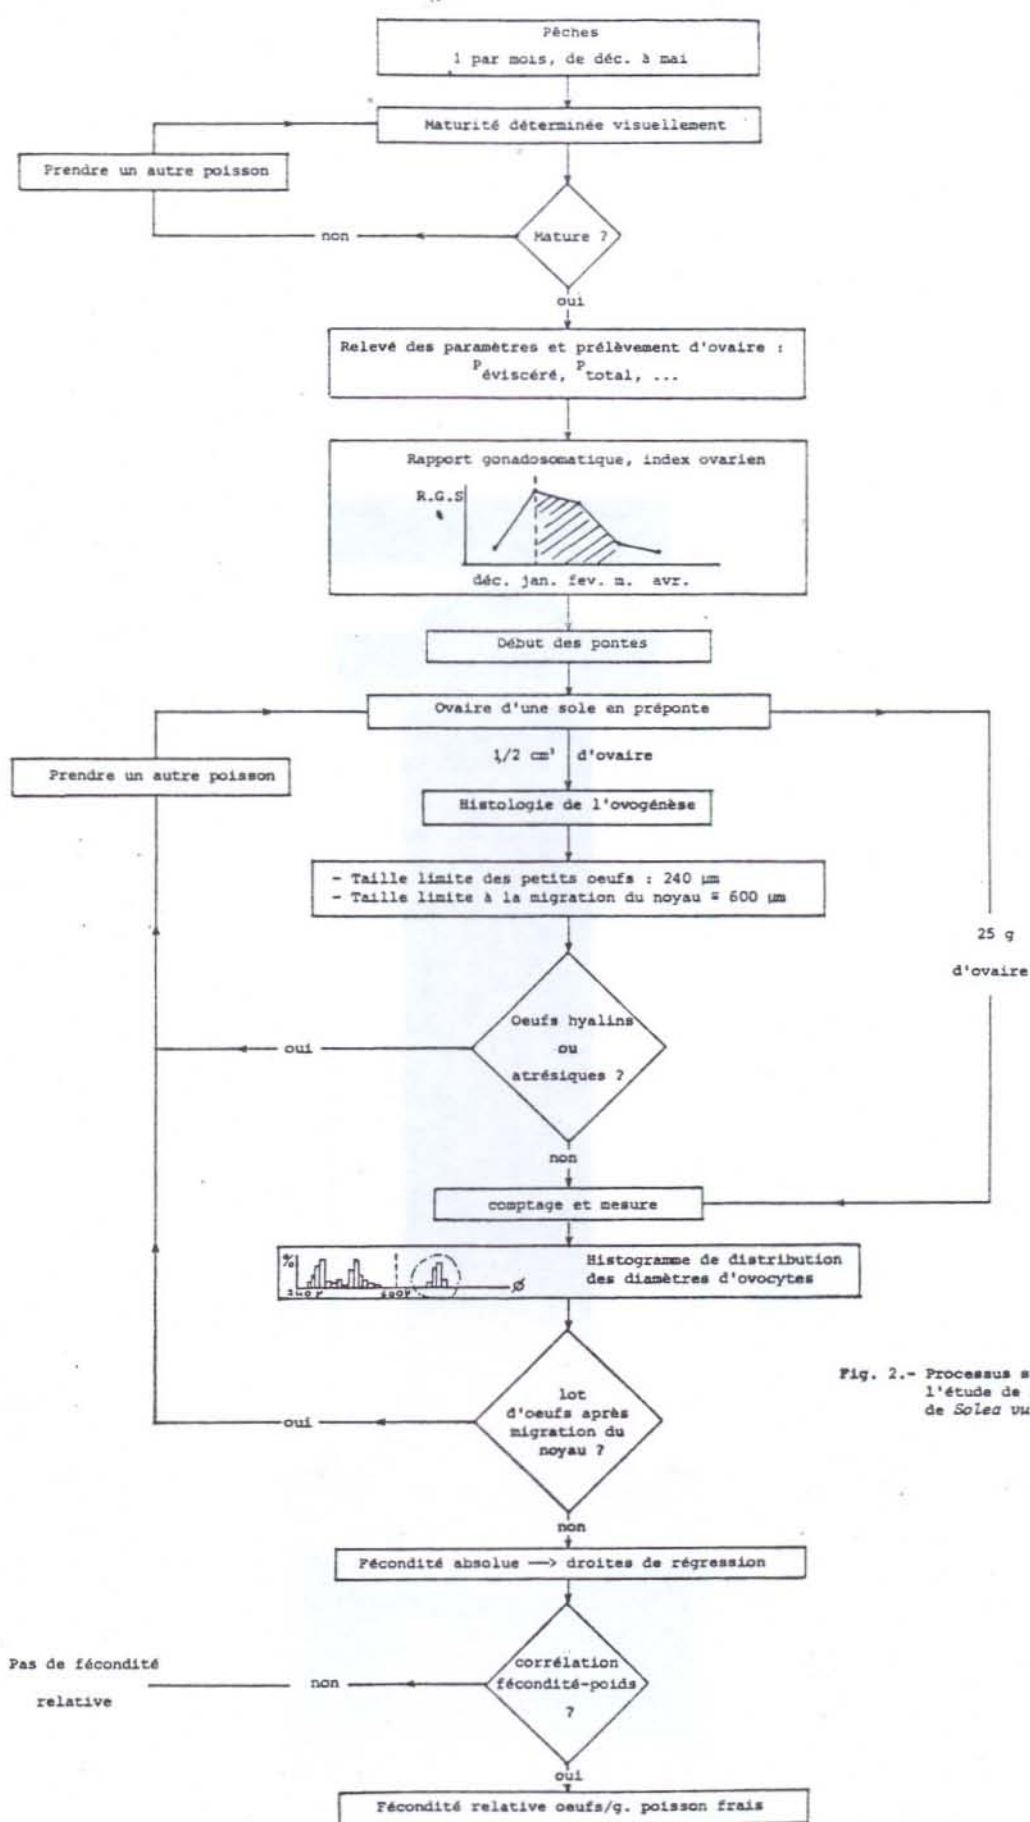 Pêches
1 par mois, de déc. à mai
Maturité déterminée visuellement
Prendre un autre poisson
non
Mature ?
oui
Relevé des paramètres et prélèvement d'ovaire :
P éviscéré, P total, ...
Rapport gonadosomatique, index ovarien
R.G.S
déc. jan. fev. m. avr.
Début des pontes
Ovaire d'une sole en préponte
1/2 cm³ d'ovaire
Prendre un autre poisson
Histologie de l'ovogénèse
- Taille limite des petits oeufs : 240 µm
- Taille limite à la migration du noyau ≡ 600 µm
25 g
d'ovaire
Oeufs hyalins
ou
atrésiques ?
oui
non
comptage et mesure
Histogramme de distribution
des diamètres d'ovocytes
%
240 µ
600 µ
Ø
Fig. 2.- Processus s
l'étude de
de Solea vu
lot
d'oeufs après
migration du
noyau ?
oui
non
Fécondité absolue —> droites de régression
corrélation
fécondité-poids
?
Pas de fécondité
relative
non
oui
Fécondité relative oeufs/g. poisson frais